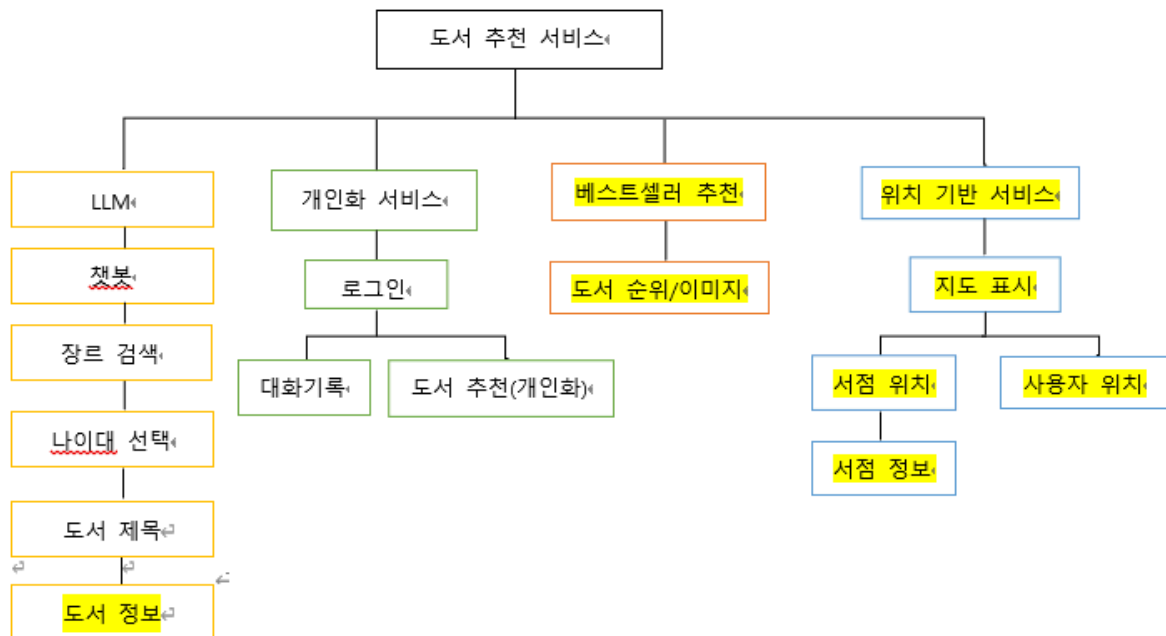 도서 추천 서비스
LLM
챗봇
장르 검색
나이대 선택
도서 제목
도서 정보
개인화 서비스
로그인
대화기록
도서 추천(개인화)
베스트셀러 추천
도서 순위/이미지
위치 기반 서비스
지도 표시
서점 위치
사용자 위치
서점 정보